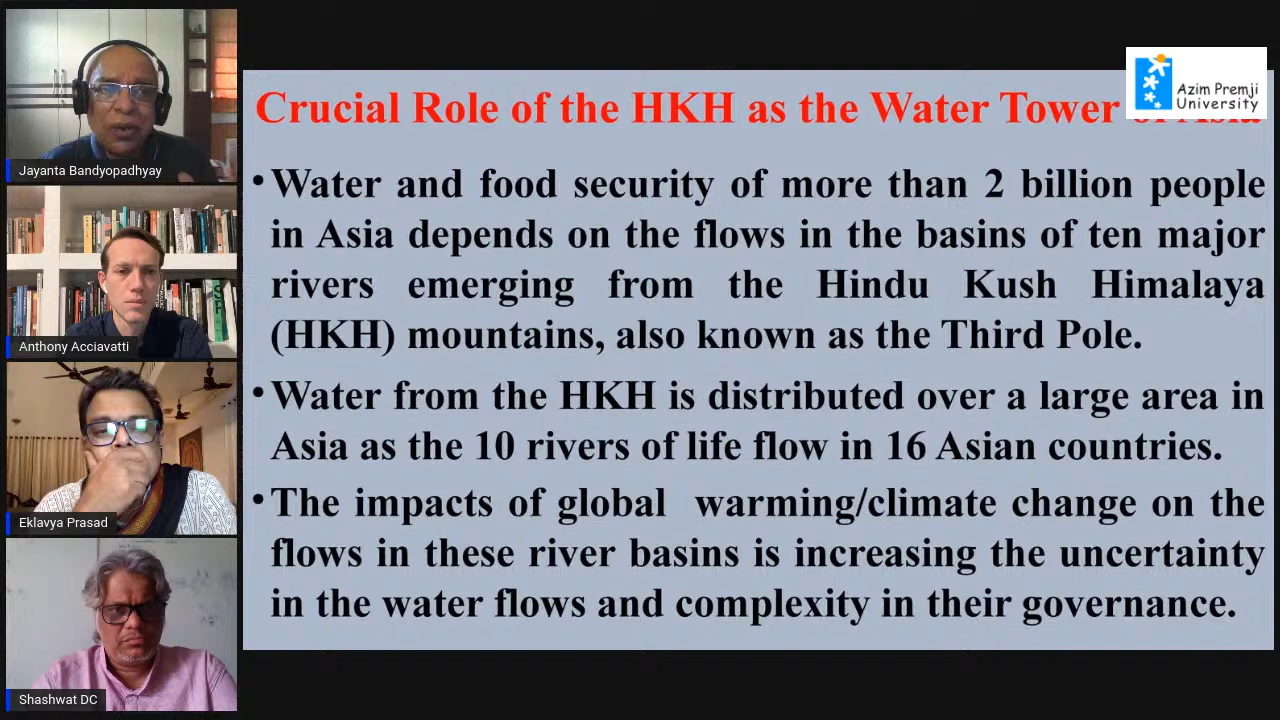 Jayanta Bandyopadhyay
Anthony Acciavatti
Eklavya Prasad
Shashwat DC
Azim Premji
University
Crucial Role of the HKH as the Water Tower of Asia
• Water and food security of more than 2 billion people
in Asia depends on the flows in the basins of ten major
rivers emerging from the Hindu Kush Himalaya
(HKH) mountains, also known as the Third Pole.
• Water from the HKH is distributed over a large area in
Asia as the 10 rivers of life flow in 16 Asian countries.
• The impacts of global warming/climate change on the
flows in these river basins is increasing the uncertainty
in the water flows and complexity in their governance.